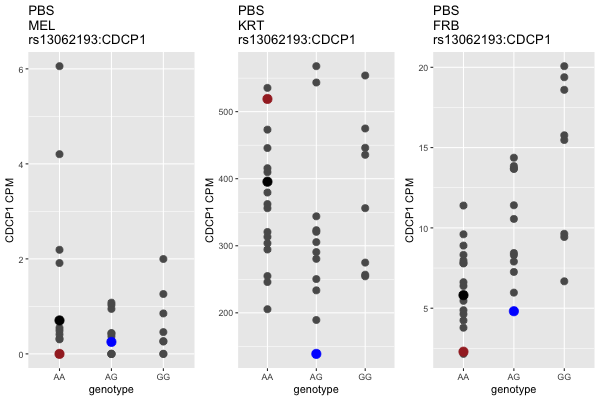 PBS
MEL
rs13062193:CDCP1
CDCP1 CPM
6
4
2
0
AA AG GG
genotype
PBS
KRT
rs13062193:CDCP1
CDCP1 CPM
500
400
300
200
AA AG GG
genotype
PBS
FRB
rs13062193:CDCP1
CDCP1 CPM
20
15
10
5
AA AG GG
genotype